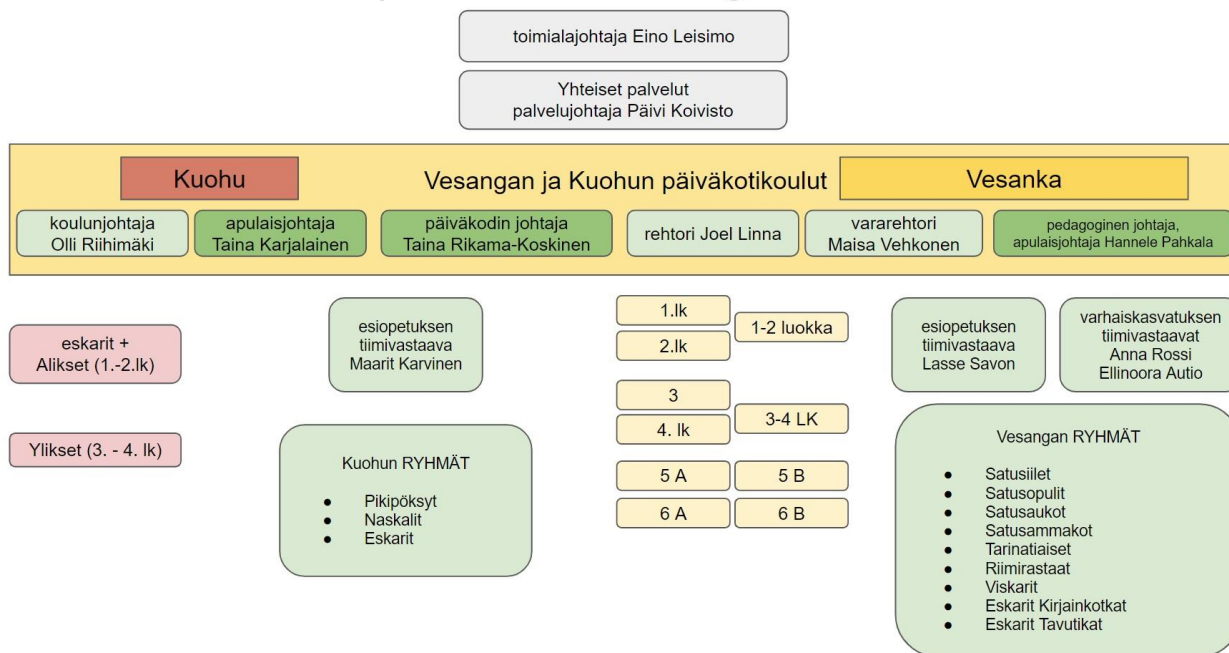 toimialajohtaja Eino Leisimo
Yhteiset palvelut
palvelujohtaja Päivi Koivisto
Kuohu
Vesangan ja Kuohun päiväkotikoulut
Vesanka
koulunjohtaja
Olli Riihimäki
apulaisjohtaja
Taina Karjalainen
päiväkodin johtaja
Taina Rikama-Koskinen
rehtori Joel Linna
vararehtori
Maisa Vehkonen
pedagoginen johtaja,
apulaisjohtaja Hannele Pahkala
eskarit +
Alikset (1.-2.lk)
Ylikset (3. - 4. lk)
esiopetuksen
tiimivastaava
Maarit Karvinen
Kuohun RYHMÄT
● Pikipöksyt
● Naskalit
● Eskarit
1.lk
2.lk
1-2 luokka
3
4. lk
3-4 LK
5 A
5 B
6 A
6 B
esiopetuksen
tiimivastaava
Lasse Savon
varhaiskasvatuksen
tiimivastaavat
Anna Rossi
Ellinoora Autio
Vesangan RYHMÄT
● Satusiilet
● Satusopulit
● Satusaukot
● Satusammakot
● Tarinatiaiset
● Riimirastaat
● Viskarit
● Eskarit Kirjainkotkat
● Eskarit Tavutikat